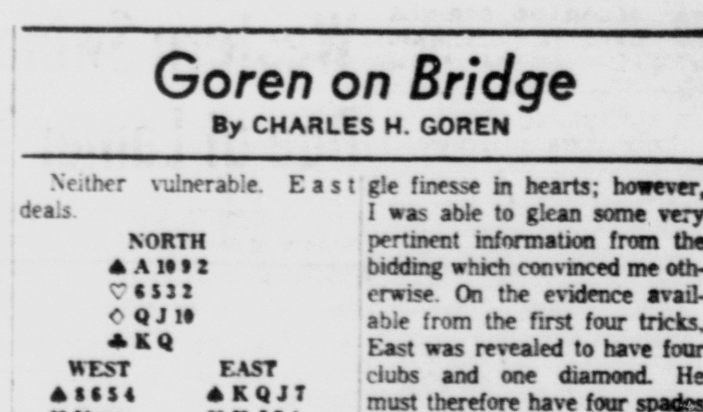 Goren on Bridge
By CHARLES H. GOREN
Neither vulnerable. East
deals.
NORTH
♠ A 10 9 2
♡ 6 5 3 2
◇ Q J 10
♣ K Q
WEST EAST
♠ 8 6 5 4 ♠ K Q J 7
gle finesse in hearts; however,
I was able to glean some very
pertinent information from the
bidding which convinced me oth-
erwise. On the evidence avail-
able from the first four tricks,
East was revealed to have four
clubs and one diamond. He
must therefore have four spades